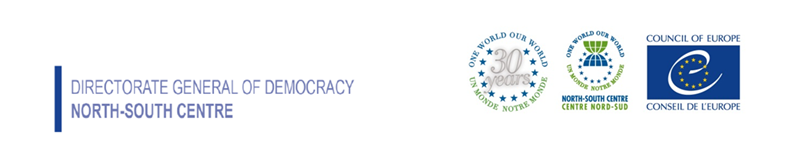 DIRECTORATE GENERAL OF DEMOCRACY
NORTH-SOUTH CENTRE
ONE WORLD OUR WORLD
30
years
UN MONDE NOTRE MONDE
ONE WORLD OUR WORLD
UN MONDE NOTRE MONDE
NORTH-SOUTH CENTRE
CENTRE NORD-SUD
COUNCIL OF EUROPE
CONSEIL DE L'EUROPE